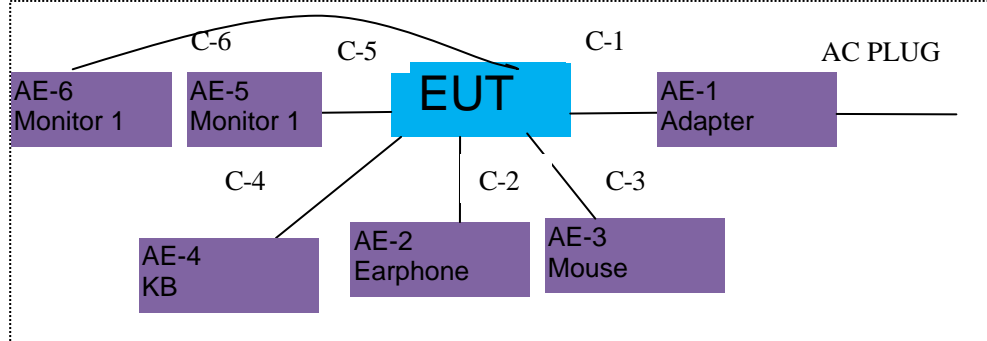 C-6
C-5
C-1
AC PLUG
AE-6
Monitor 1
AE-5
Monitor 1
EUT
AE-1
Adapter
C-4
C-2
C-3
AE-4
KB
AE-2
Earphone
AE-3
Mouse